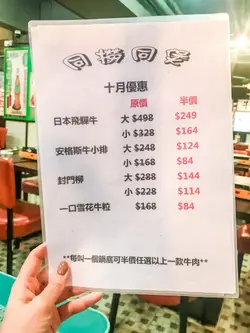 同撈同煲
十月優惠
原價 半價
日本飛驒牛 大 $498 $249
小 $328 $164
安格斯牛小排 大 $248 $124
小 $168 $84
封門柳 大 $288 $144
小 $228 $114
一口雪花牛粒 $168 $84
**每叫一個鍋底可半價任選以上一款牛肉**